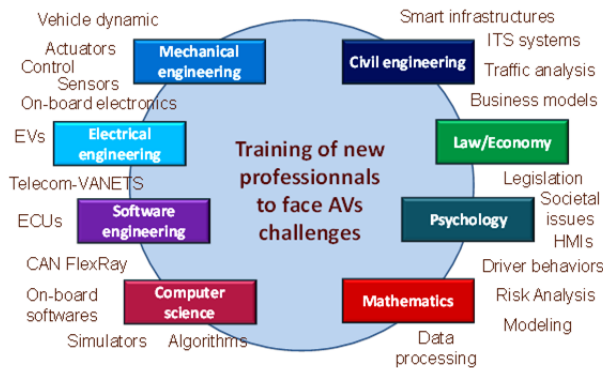 Vehicle dynamic
Smart infrastructures
Actuators
Mechanical
engineering
Civil engineering
ITS systems
Control
Sensors
Traffic analysis
On-board electronics
Business models
EVs
Electrical
engineering
Law/Economy
Training of new
professionnals
to face AVs
challenges
Telecom-VANETS
Legislation
ECUs
Software
engineering
Psychology
Societal
issues
HMIs
CAN FlexRay
Driver behaviors
On-board
softwares
Computer
science
Mathematics
Risk Analysis
Simulators
Algorithms
Data
processing
Modeling